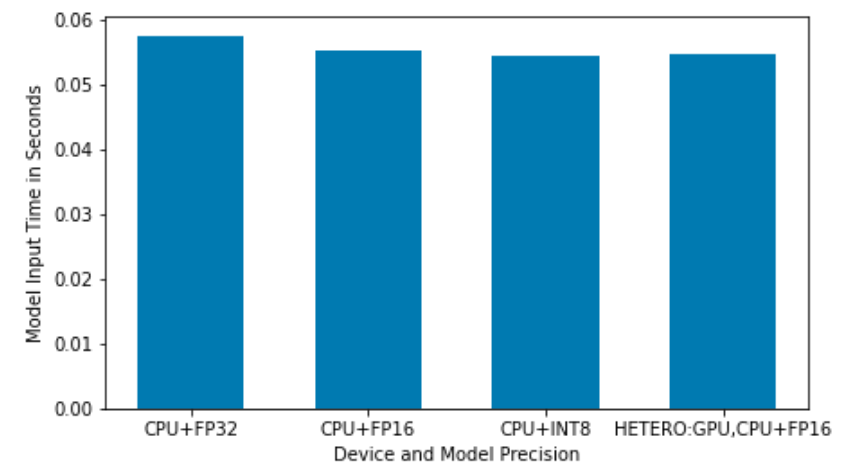 0.06
0.05
0.04
0.03
0.02
0.01
0.00
Model Input Time in Seconds
CPU+FP32 CPU+FP16 CPU+INT8 HETERO:GPU,CPU+FP16
Device and Model Precision